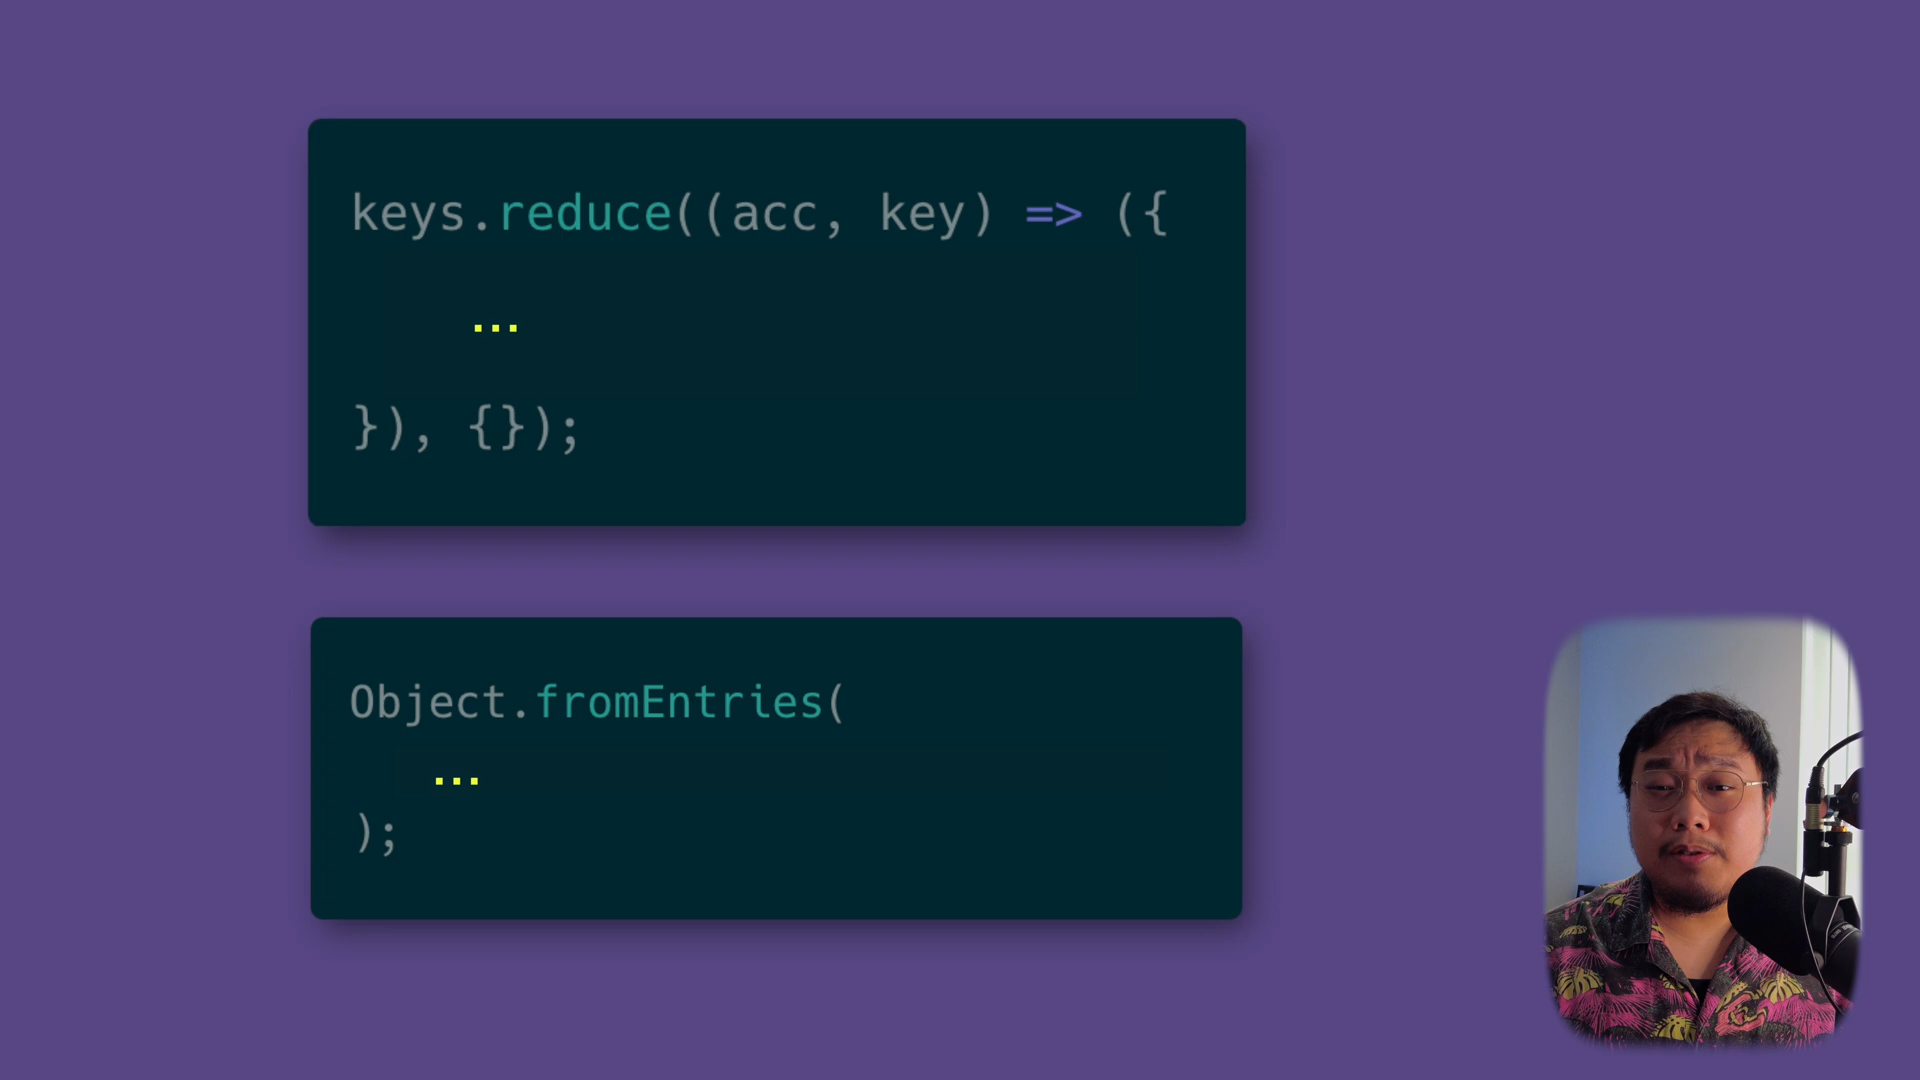 keys.reduce((acc, key) => ({
...
}), {});
Object.fromEntries(
...
);